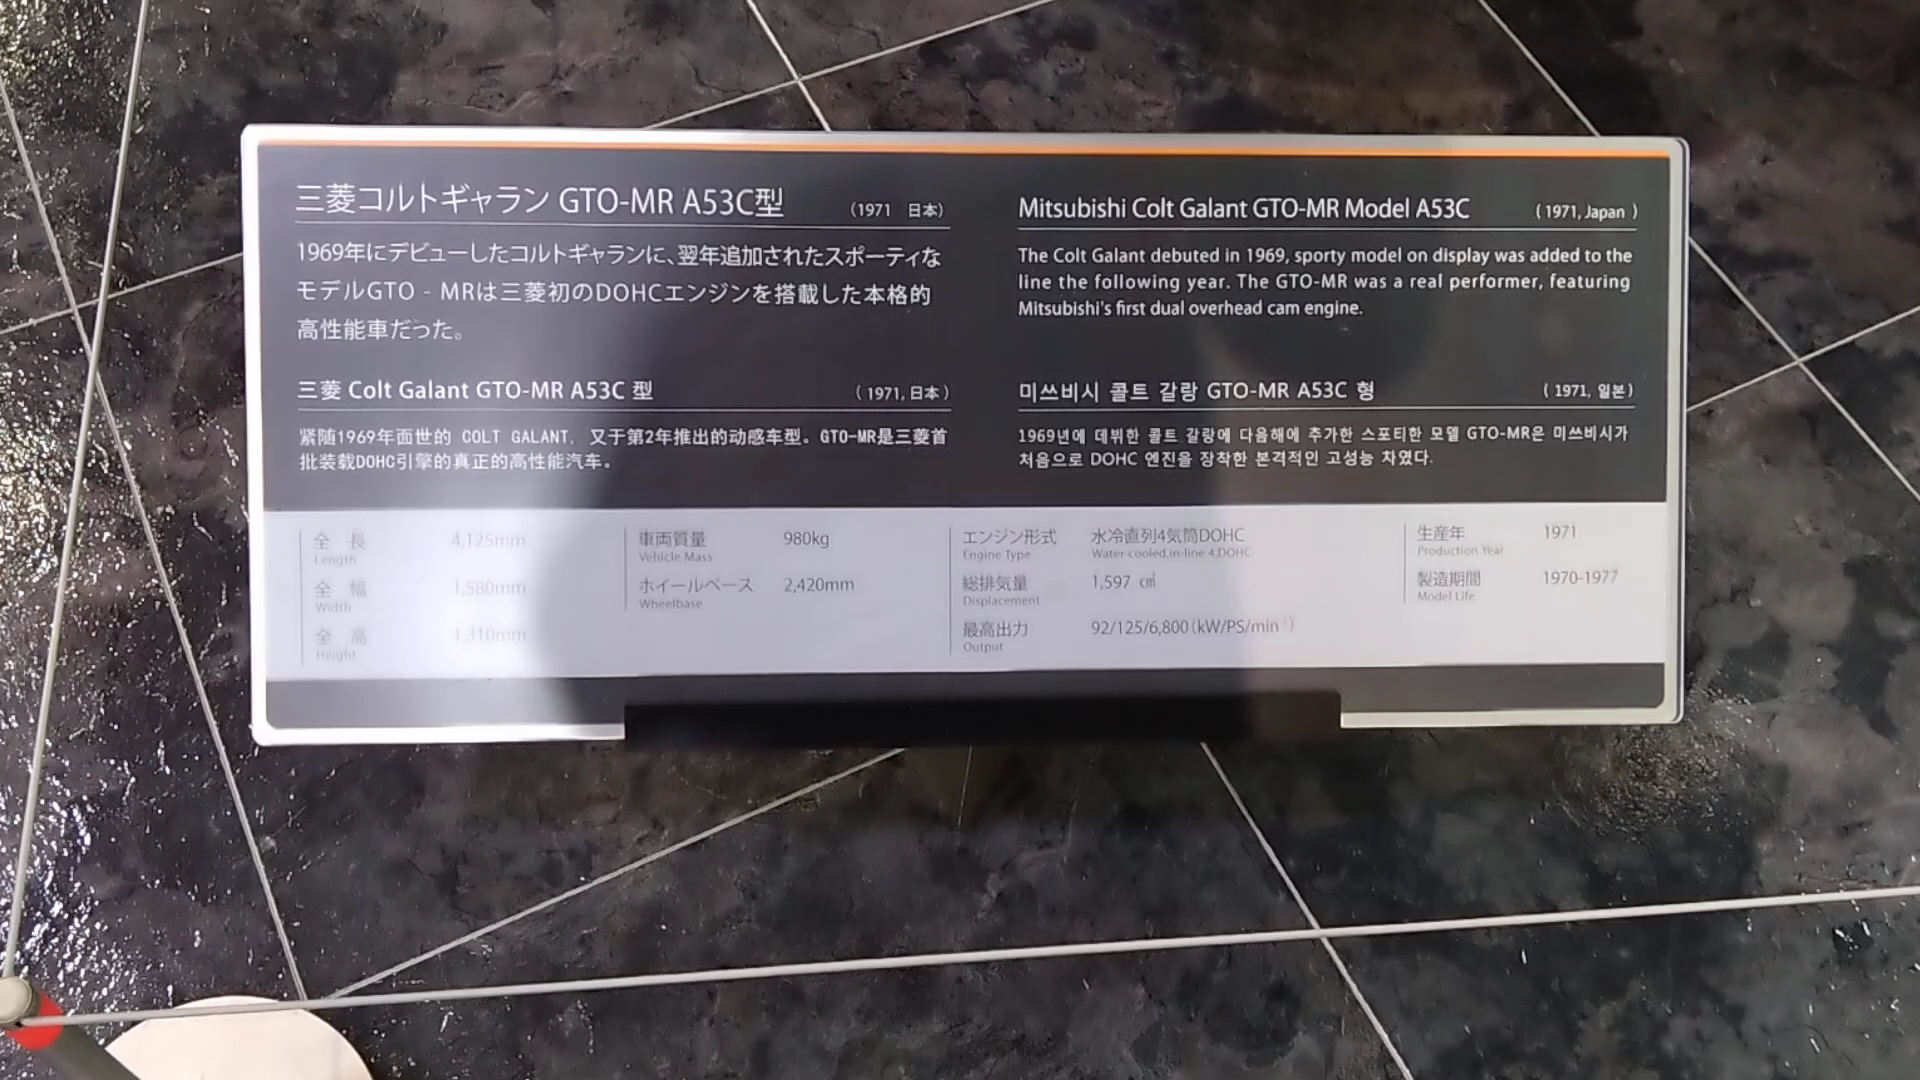 三菱コルトギャラン GTO-MR A53C型 (1971 日本)
1969年にデビューしたコルトギャランに、翌年追加されたスポーティな
モデルGTO - MRは三菱初のDOHCエンジンを搭載した本格的
高性能車だった。
Mitsubishi Colt Galant GTO-MR Model A53C (1971, Japan )
The Colt Galant debuted in 1969, sporty model on display was added to the
line the following year. The GTO-MR was a real performer, featuring
Mitsubishi's first dual overhead cam engine.
三菱 Colt Galant GTO-MR A53C 型 (1971, 日本)
紧随1969年面世的 COLT GALANT, 又于第2年推出的动感车型。GTO-MR是三菱首
批装载DOHC引擎的真正的高性能汽车。
미쓰비시 콜트 갈랑 GTO-MR A53C 형 (1971, 일본)
1969년에 데뷔한 콜트 갈랑에 다음해에 추가한 스포티한 모델 GTO-MR은 미쓰비시가
처음으로 DOHC 엔진을 장착한 본격적인 고성능 차였다.
全 長 4,125mm
Length
全 幅 1,580mm
Width
全 高 1,310mm
Height
車両質量 980kg
Vehicle Mass
ホイールベース 2,420mm
Wheelbase
エンジン形式 水冷直列4気筒DOHC
Engine Type Water-cooled,in-line 4,DOHC
総排気量 1,597 ㎤
Displacement
最高出力 92/125/6,800(kW/PS/min⁻¹)
Output
生産年 1971
Production Year
製造期間 1970-1977
Model Life